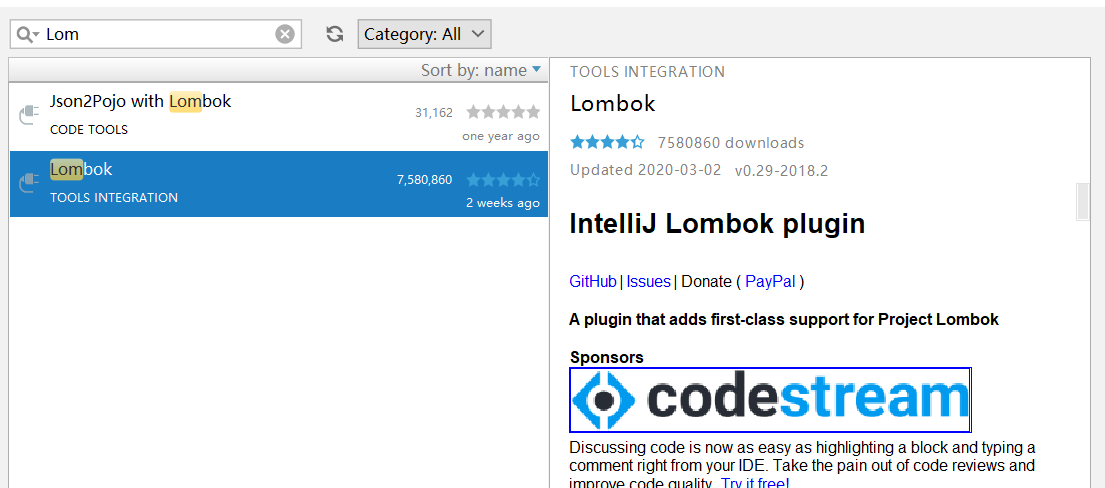 Lom
Category: All
Sort by: name
Json2Pojo with Lombok
31,162
CODE TOOLS
one year ago
Lombok
7,580,860
TOOLS INTEGRATION
2 weeks ago
TOOLS INTEGRATION
Lombok
7580860 downloads
Updated 2020-03-02 v0.29-2018.2
IntelliJ Lombok plugin
GitHub | Issues | Donate ( PayPal )
A plugin that adds first-class support for Project Lombok
Sponsors
codestream
Discussing code is now as easy as highlighting a block and typing a
comment right from your IDE. Take the pain out of code reviews and
improve code quality. Try it free!